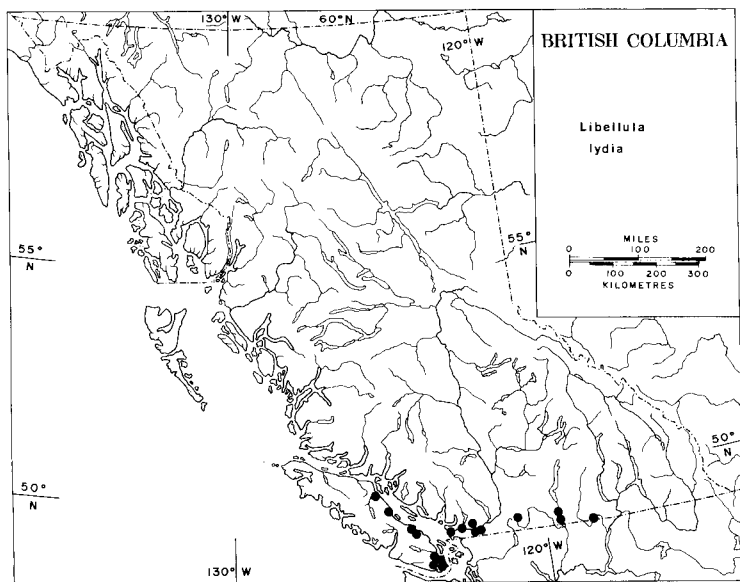 130° W
60° N
120° W
BRITISH COLUMBIA
Libellula
lydia
MILES
0 100 200
0 100 200 300
KILOMETRES
55°
N
55°
N
50°
N
50°
N
130° W
120° W